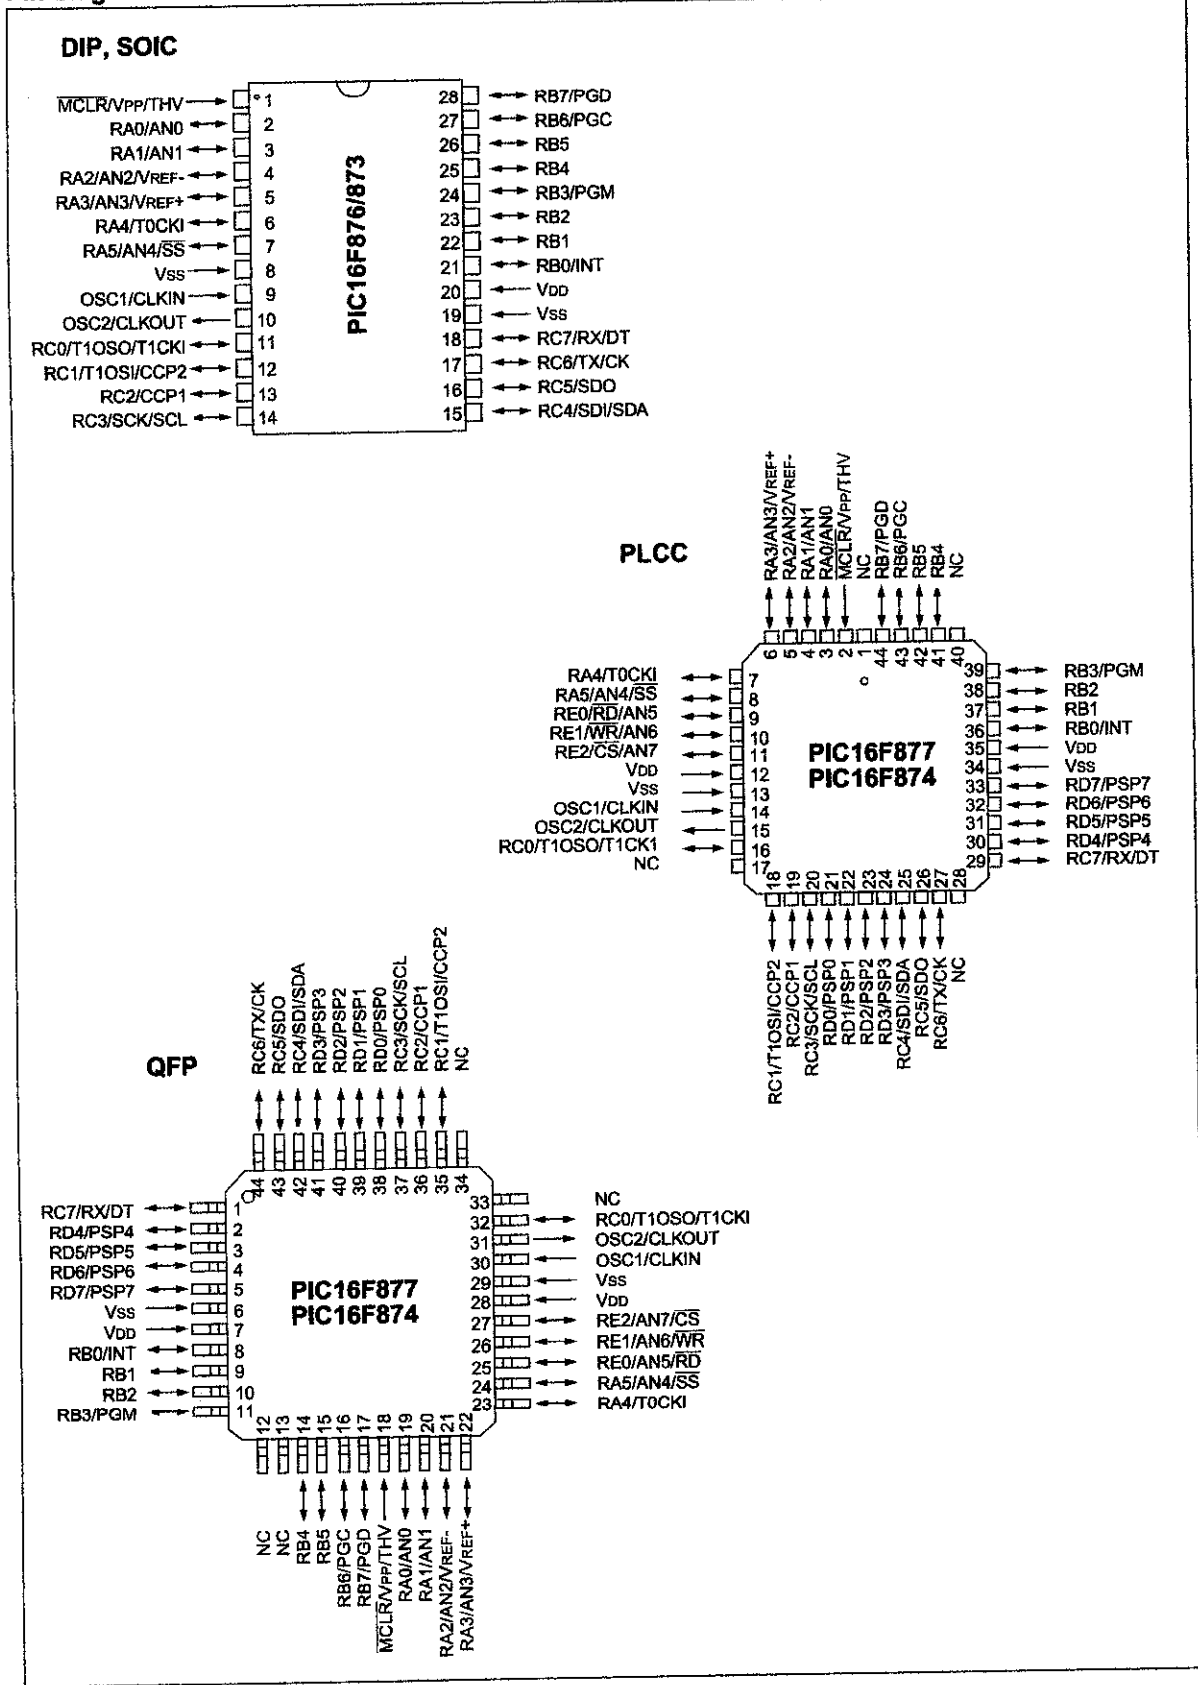 DIP, SOIC
MCLR/VPP/THV
RA0/AN0
RA1/AN1
RA2/AN2/VREF-
RA3/AN3/VREF+
RA4/T0CKI
RA5/AN4/SS
VSS
OSC1/CLKIN
OSC2/CLKOUT
RC0/T1OSO/T1CKI
RC1/T1OSI/CCP2
RC2/CCP1
RC3/SCK/SCL
1
2
3
4
5
6
7
8
9
10
11
12
13
14
PIC16F876/873
28
27
26
25
24
23
22
21
20
19
18
17
16
15
RB7/PGD
RB6/PGC
RB5
RB4
RB3/PGM
RB2
RB1
RB0/INT
VDD
VSS
RC7/RX/DT
RC6/TX/CK
RC5/SDO
RC4/SDI/SDA
PLCC
RA3/AN3/VREF+
RA2/AN2/VREF-
RA1/AN1
RA0/AN0
MCLR/VPP/THV
NC
RB7/PGD
RB6/PGC
RB5
RB4
NC
6
5
4
3
2
1
44
43
42
41
40
RA4/T0CKI
RA5/AN4/SS
RE0/RD/AN5
RE1/WR/AN6
RE2/CS/AN7
VDD
VSS
OSC1/CLKIN
OSC2/CLKOUT
RC0/T1OSO/T1CK1
NC
7
8
9
10
11
12
13
14
15
16
17
PIC16F877
PIC16F874
39
38
37
36
35
34
33
32
31
30
29
RB3/PGM
RB2
RB1
RB0/INT
VDD
VSS
RD7/PSP7
RD6/PSP6
RD5/PSP5
RD4/PSP4
RC7/RX/DT
18
19
20
21
22
23
24
25
26
27
28
RC1/T1OSI/CCP2
RC2/CCP1
RC3/SCK/SCL
RD0/PSP0
RD1/PSP1
RD2/PSP2
RD3/PSP3
RC4/SDI/SDA
RC5/SDO
RC6/TX/CK
NC
QFP
RC6/TX/CK
RC5/SDO
RC4/SDI/SDA
RD3/PSP3
RD2/PSP2
RD1/PSP1
RD0/PSP0
RC3/SCK/SCL
RC2/CCP1
RC1/T1OSI/CCP2
NC
44
43
42
41
40
39
38
37
36
35
34
RC7/RX/DT
RD4/PSP4
RD5/PSP5
RD6/PSP6
RD7/PSP7
VSS
VDD
RB0/INT
RB1
RB2
RB3/PGM
1
2
3
4
5
6
7
8
9
10
11
PIC16F877
PIC16F874
33
32
31
30
29
28
27
26
25
24
23
NC
RC0/T1OSO/T1CKI
OSC2/CLKOUT
OSC1/CLKIN
VSS
VDD
RE2/AN7/CS
RE1/AN6/WR
RE0/AN5/RD
RA5/AN4/SS
RA4/T0CKI
12
13
14
15
16
17
18
19
20
21
22
NC
NC
RB4
RB5
RB6/PGC
RB7/PGD
MCLR/VPP/THV
RA0/AN0
RA1/AN1
RA2/AN2/VREF-
RA3/AN3/VREF+